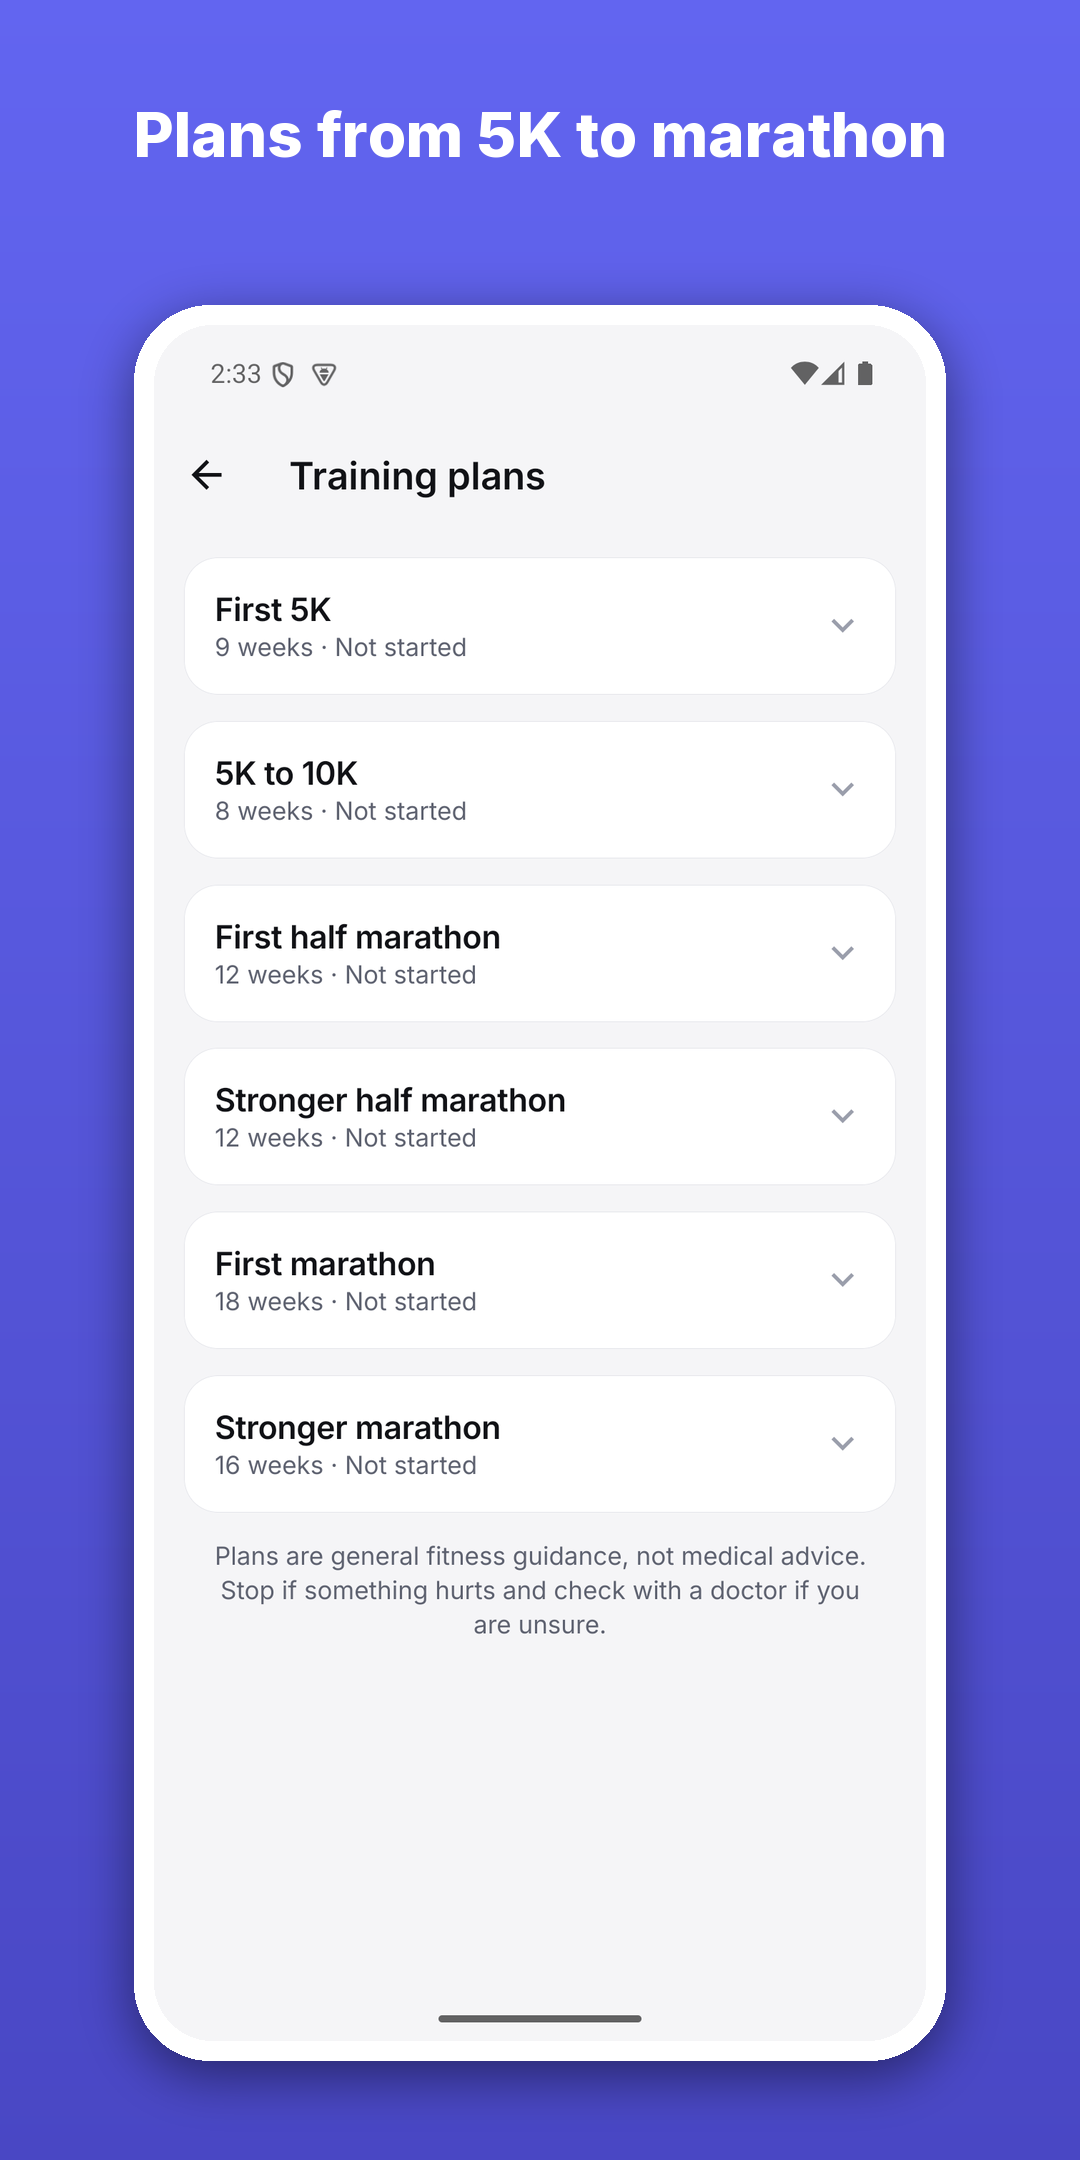 Plans from 5K to marathon
2:33
Training plans
First 5K
9 weeks · Not started
5K to 10K
8 weeks · Not started
First half marathon
12 weeks · Not started
Stronger half marathon
12 weeks · Not started
First marathon
18 weeks · Not started
Stronger marathon
16 weeks · Not started
Plans are general fitness guidance, not medical advice.
Stop if something hurts and check with a doctor if you
are unsure.